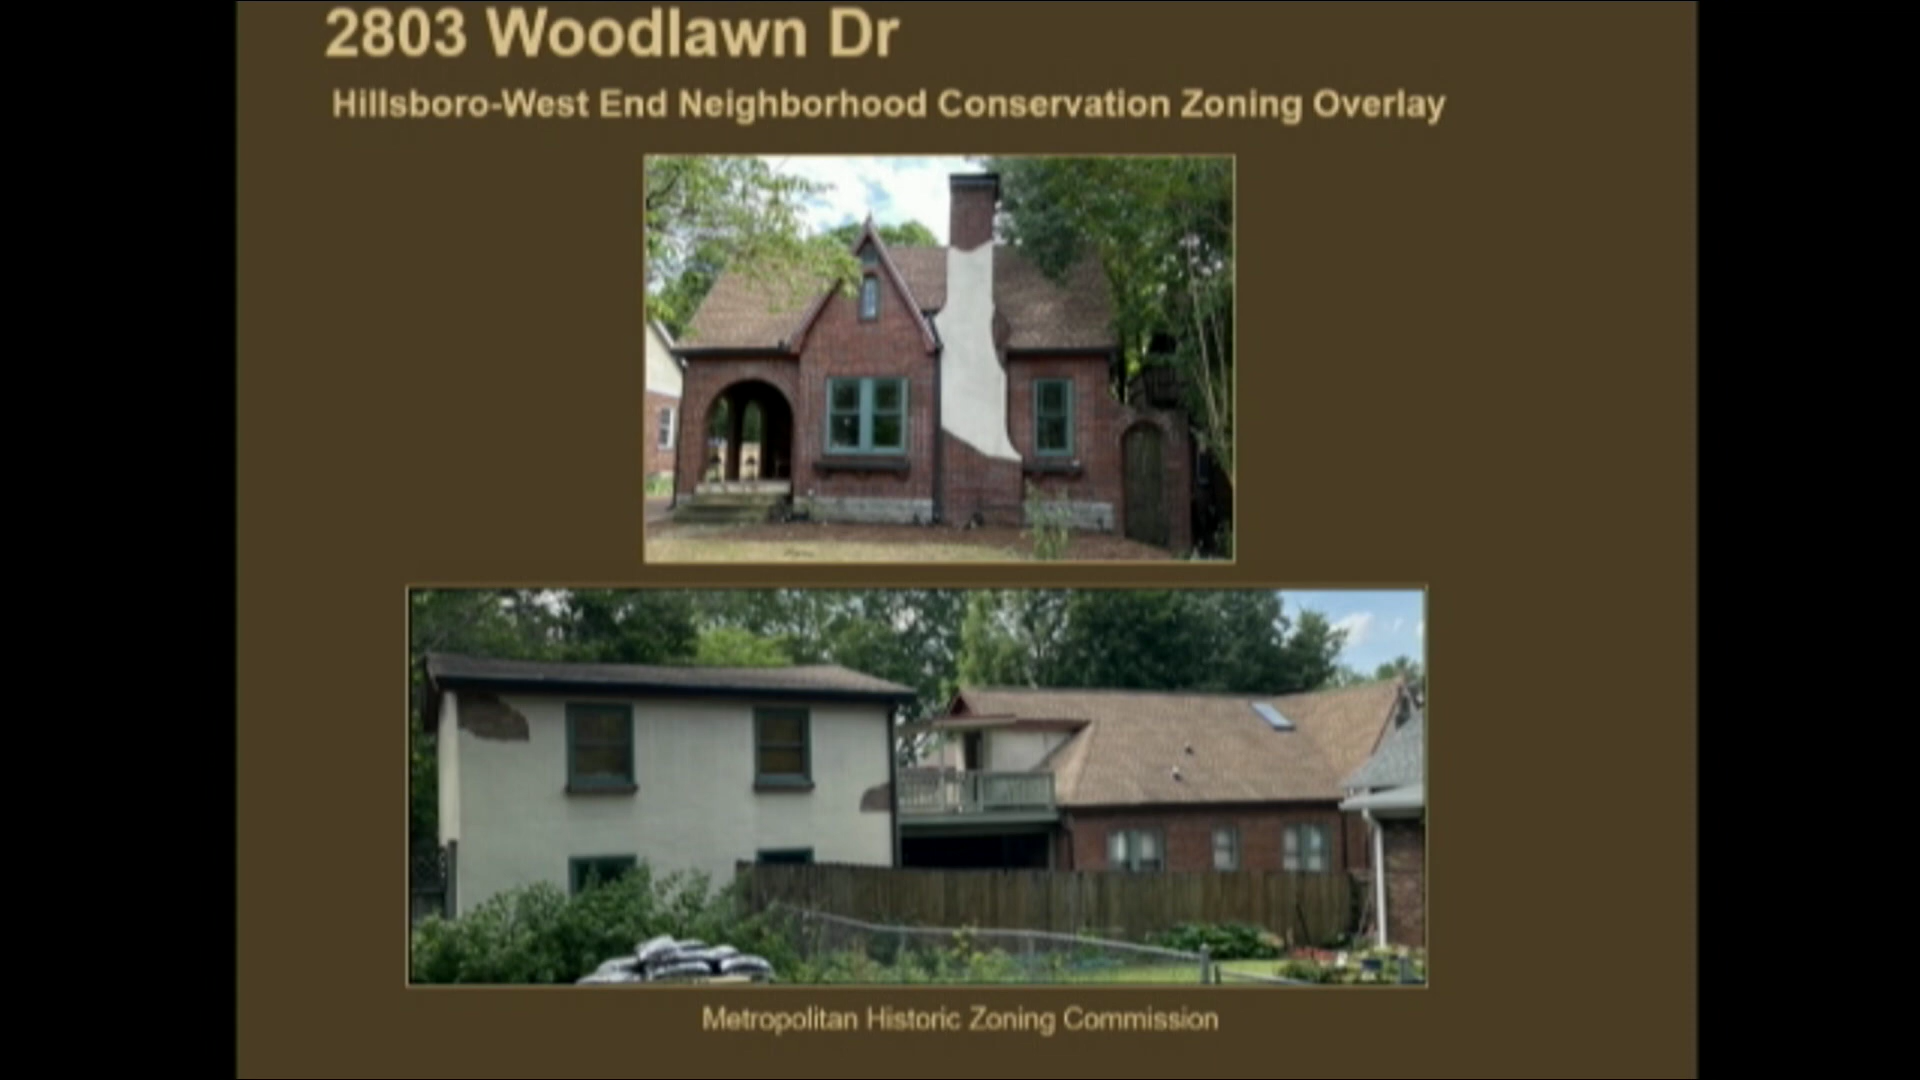 2803 Woodlawn Dr
Hillsboro-West End Neighborhood Conservation Zoning Overlay
Metropolitan Historic Zoning Commission